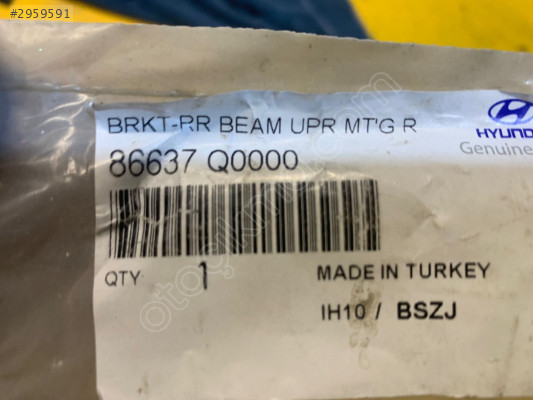 #2959591
BRKT-RR BEAM UPR MT'G R
HYUNDAI
Genuine
86637 Q0000
QTY 1
MADE IN TURKEY
IH10 / BSZJ